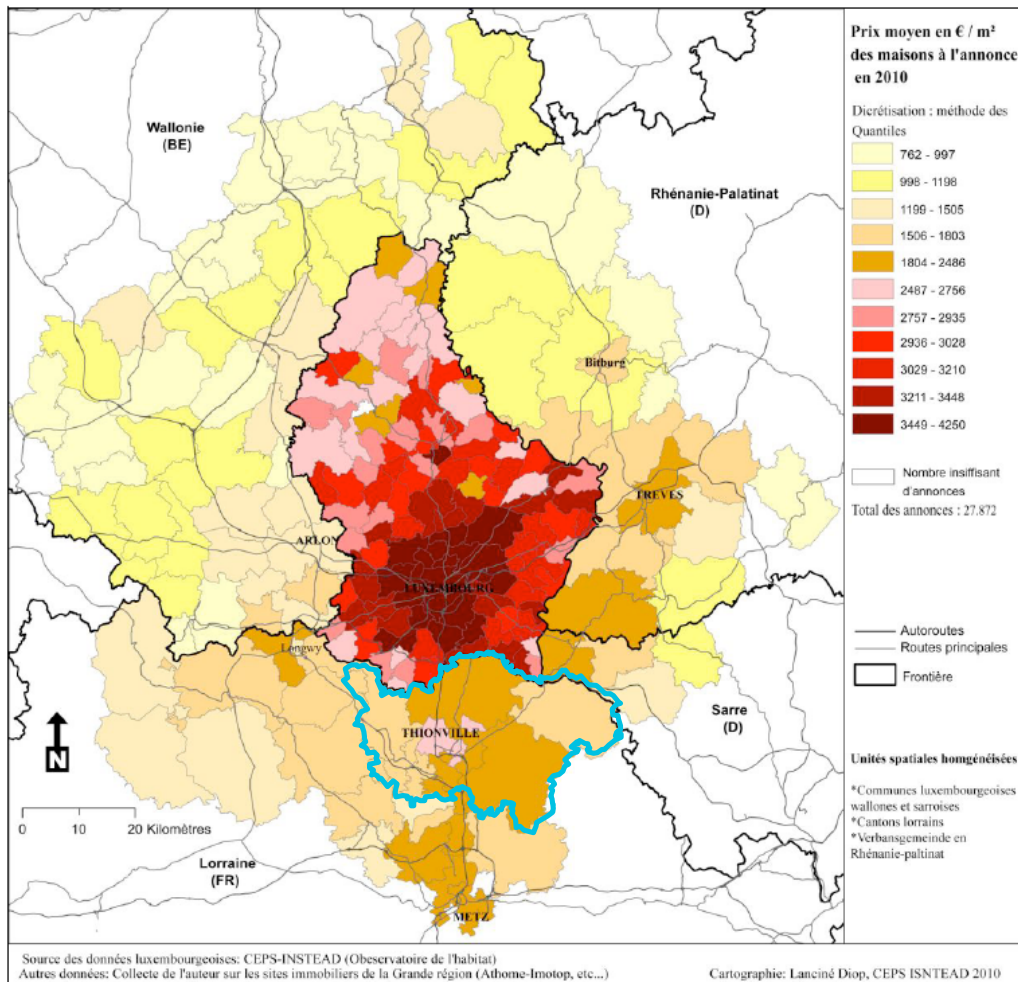 Prix moyen en € / m²
des maisons à l'annonce
en 2010
Dicrétisation : méthode des
Quantiles
762 - 997
998 - 1198
1199 - 1505
1506 - 1803
1804 - 2486
2487 - 2756
2757 - 2935
2936 - 3028
3029 - 3210
3211 - 3448
3449 - 4250
Nombre insiffisant
d'annonces
Total des annonces : 27.872
Autoroutes
Routes principales
Frontière
Unités spatiales homgénéisées
*Communes luxembourgeoises
wallones et sarroises
*Cantons lorrains
*Verbansgemeinde en
Rhénanie-paltinat
Wallonie
(BE)
Rhénanie-Palatinat
(D)
Bitburg
TREVES
ARLON
LUXEMBOURG
Longwy
THIONVILLE
Sarre
(D)
N
0 10 20 Kilomètres
Lorraine
(FR)
METZ
Source des données luxembourgeoises: CEPS-INSTEAD (Obeservatoire de l'habitat)
Autres données: Collecte de l'auteur sur les sites immobiliers de la Grande région (Athome-Imotop, etc...)
Cartographie: Lanciné Diop, CEPS ISNTEAD 2010